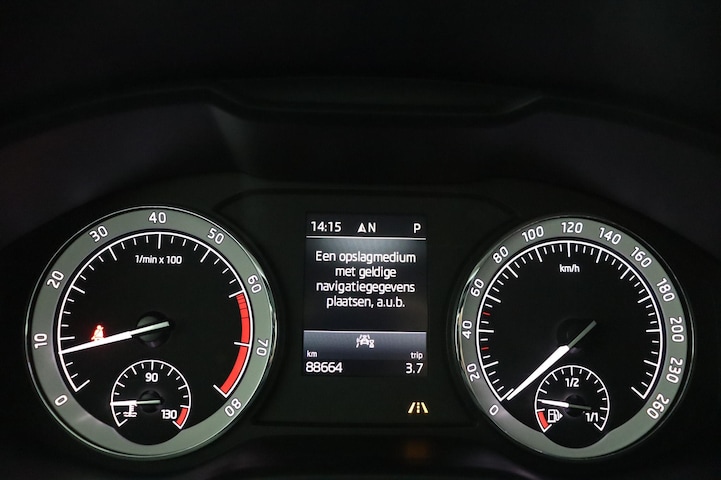 0 10 20 30 40 50 60 70 80
1/min x 100
90
130
14:15 N P
Een opslagmedium
met geldige
navigatiegegevens
plaatsen, a.u.b.
km trip
88664 3.7
0 20 40 60 80 100 120 140 160 180 200 220 230 260
km/h
1/2
1/1